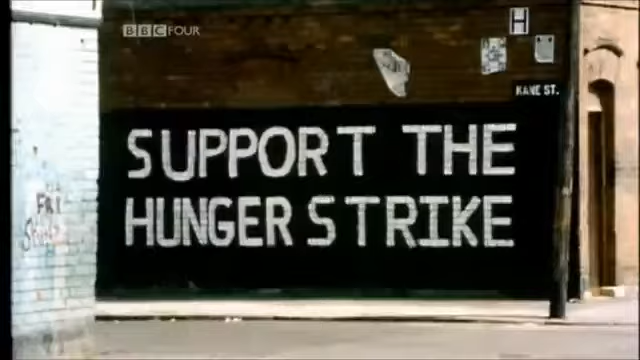 BBC FOUR
H
KANE ST.
SUPPORT THE
HUNGER STRIKE